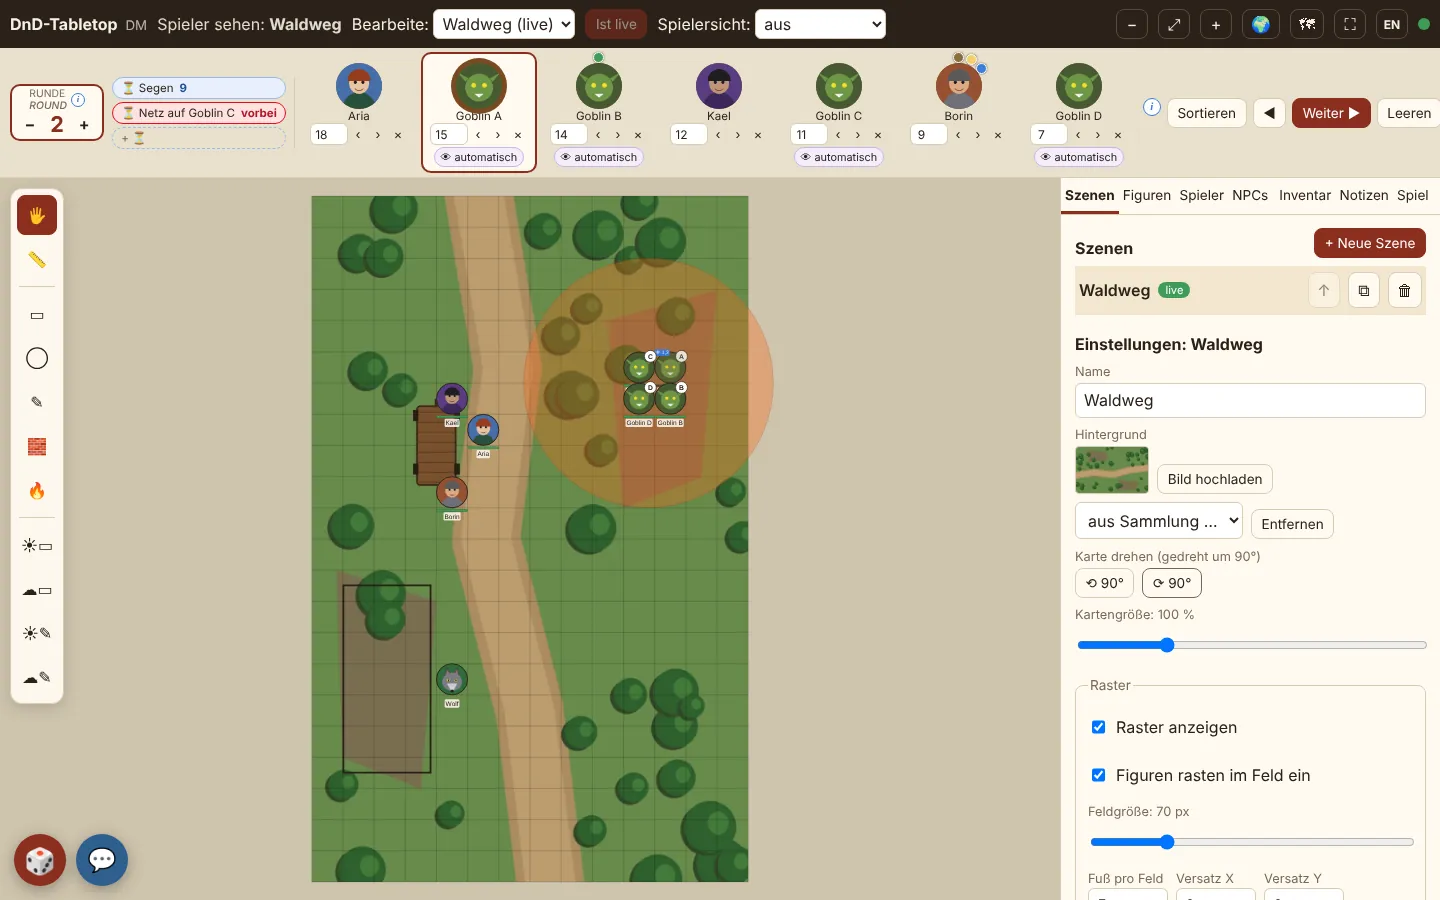 DnD-Tabletop DM Spieler sehen: Waldweg Bearbeite: Waldweg (live) Ist live Spielersicht: aus
− ⤢ + EN
RUNDE
ROUND i
− 2 +
Segen 9
Netz auf Goblin C vorbei
+
Aria
18 ‹ › ×
Goblin A
15 ‹ › ×
automatisch
Goblin B
14 ‹ › ×
automatisch
Kael
12 ‹ › ×
Goblin C
11 ‹ › ×
automatisch
Borin
9 ‹ › ×
Goblin D
7 ‹ › ×
automatisch
i Sortieren ◀ Weiter ▶ Leeren
Szenen Figuren Spieler NPCs Inventar Notizen Spiel
Szenen + Neue Szene
Waldweg live
Einstellungen: Waldweg
Name
Waldweg
Hintergrund
Bild hochladen
aus Sammlung ... Entfernen
Karte drehen (gedreht um 90°)
⟲ 90° ⟳ 90°
Kartengröße: 100 %
Raster
Raster anzeigen
Figuren rasten im Feld ein
Feldgröße: 70 px
Fuß pro Feld Versatz X Versatz Y
C A
D B
Goblin D Goblin B
Kael
Aria
Borin
Wolf